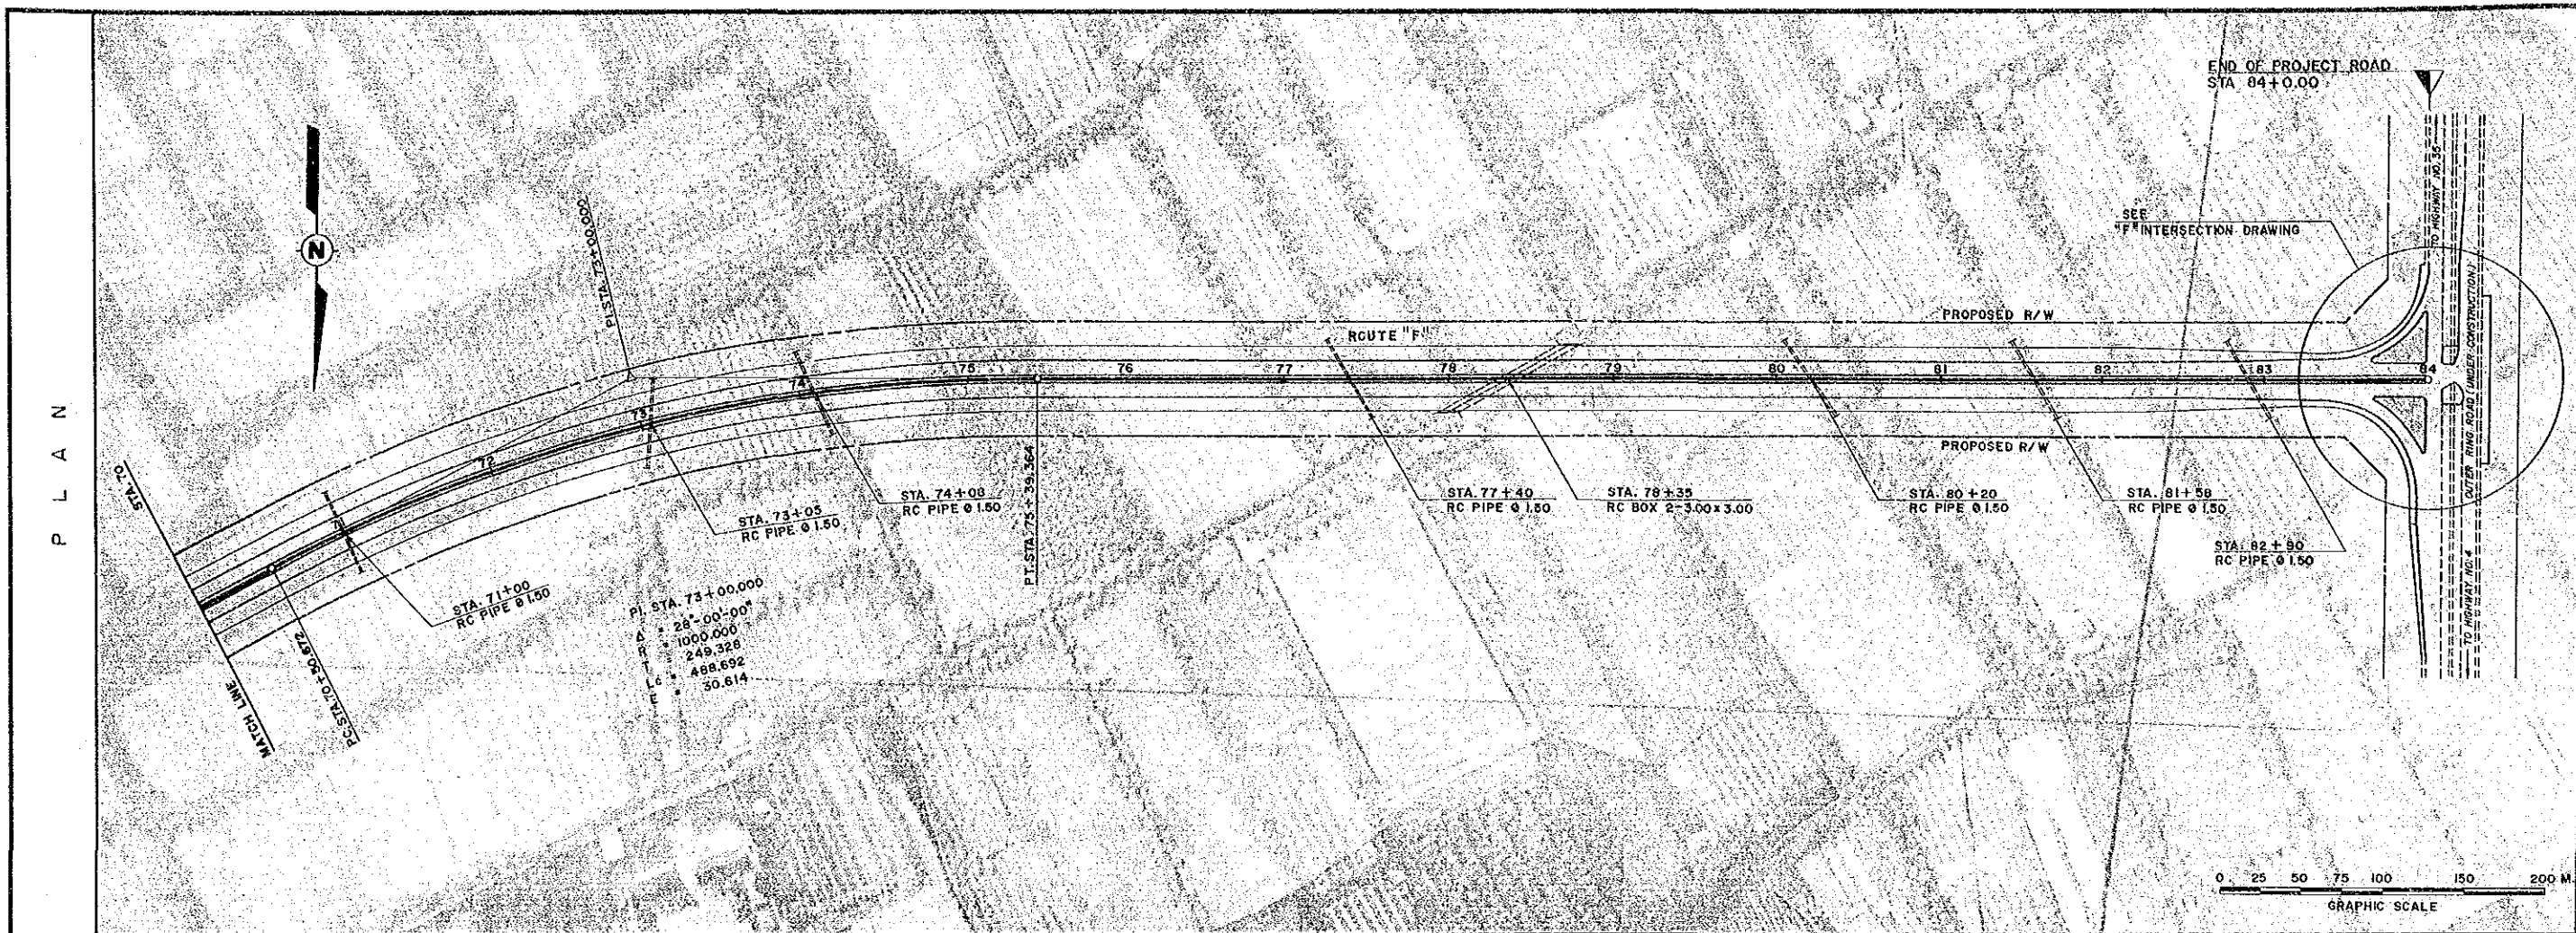 PLAN
END OF PROJECT ROAD
STA 84+0.00
N
PI. STA. 73+00.000
SEE
"F" INTERSECTION DRAWING
TO HIGHWAY NO. 35
ROUTE "F"
PROPOSED R/W
72
73
74
75
76
77
78
79
80
81
82
83
84
PROPOSED R/W
OUTER RING ROAD (UNDER CONSTRUCTION)
TO HIGHWAY NO. 4
STA. 70
MATCH LINE
PC. STA. 70+50.672
STA. 71+00
RC PIPE Ø 1.50
STA. 73+05
RC PIPE Ø 1.50
STA. 74+08
RC PIPE Ø 1.50
PT. STA. 75+39.364
STA. 77+40
RC PIPE Ø 1.50
STA. 78+35
RC BOX 2-3.00x3.00
STA. 80+20
RC PIPE Ø 1.50
STA. 81+58
RC PIPE Ø 1.50
STA. 82+90
RC PIPE Ø 1.50
PI. STA. 73+00.000
Δ = 28°-00'-00"
R = 1000.000
T = 249.328
Lc = 488.692
E = 30.614
0 25 50 75 100 150 200 M.
GRAPHIC SCALE